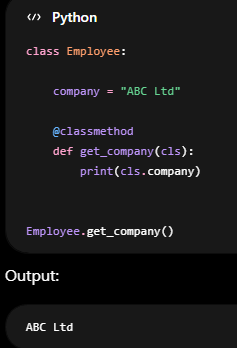 </> Python
class Employee:
    company = "ABC Ltd"
    @classmethod
    def get_company(cls):
        print(cls.company)
Employee.get_company()
Output:
ABC Ltd